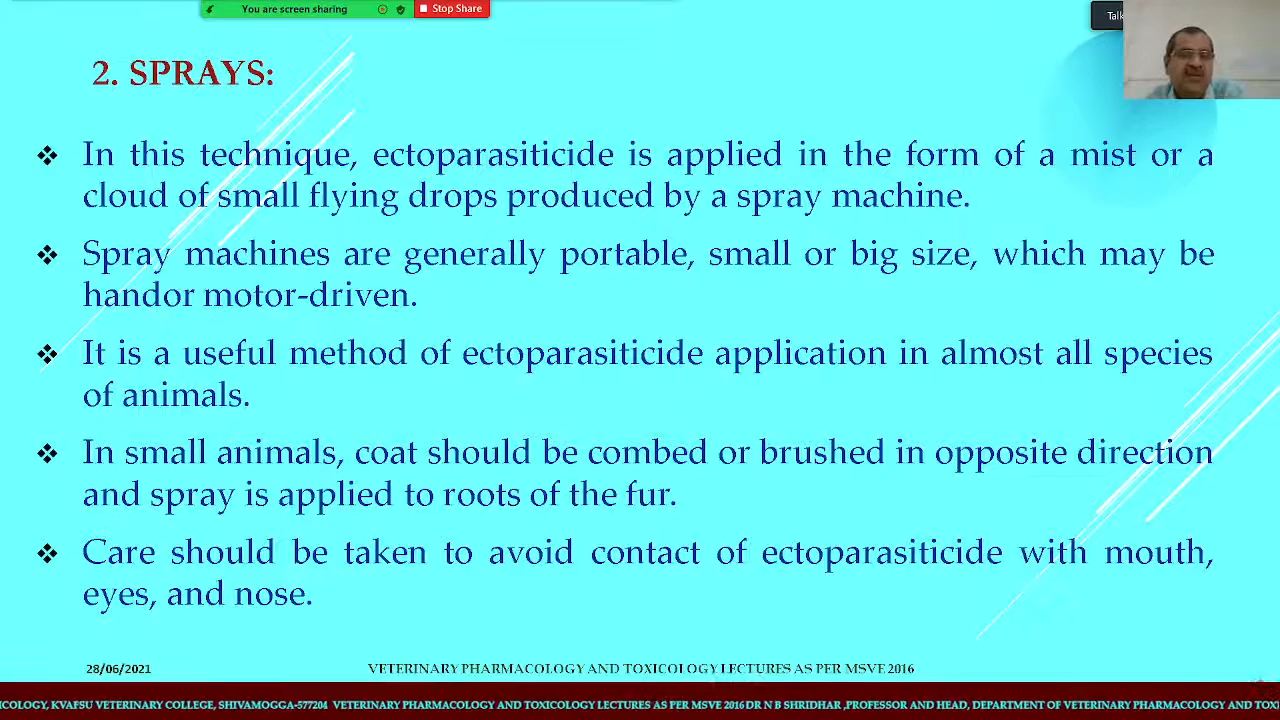 You are screen sharing
Stop Share
Talk
2. SPRAYS:
In this technique, ectoparasiticide is applied in the form of a mist or a
cloud of small flying drops produced by a spray machine.
Spray machines are generally portable, small or big size, which may be
handor motor-driven.
It is a useful method of ectoparasiticide application in almost all species
of animals.
In small animals, coat should be combed or brushed in opposite direction
and spray is applied to roots of the fur.
Care should be taken to avoid contact of ectoparasiticide with mouth,
eyes, and nose.
28/06/2021
VETERINARY PHARMACOLOGY AND TOXICOLOGY LECTURES AS PER MSVE 2016
ICOLOGY, KVAFSU VETERINARY COLLEGE, SHIVAMOGGA-577204 VETERINARY PHARMACOLOGY AND TOXICOLOGY LECTURES AS PER MSVE 2016 DR N B SHRIDHAR ,PROFESSOR AND HEAD, DEPARTMENT OF VETERINARY PHARMACOLOGY AND TOXI